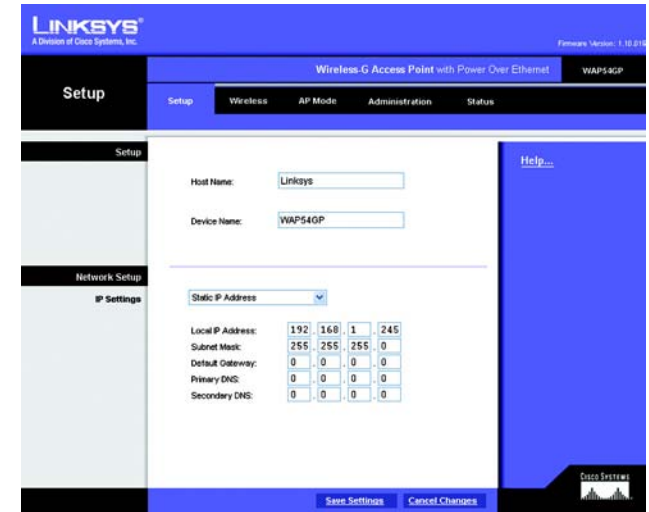 LINKSYS®
A Division of Cisco Systems, Inc.
Firmware Version: 1.10.019
Wireless-G Access Point with Power Over Ethernet WAP54GP
Setup
Setup Wireless AP Mode Administration Status
Setup
Help...
Host Name: Linksys
Device Name: WAP54GP
Network Setup
IP Settings
Static IP Address
Local IP Address: 192 . 168 . 1 . 245
Subnet Mask: 255 . 255 . 255 . 0
Default Gateway: 0 . 0 . 0 . 0
Primary DNS: 0 . 0 . 0 . 0
Secondary DNS: 0 . 0 . 0 . 0
Save Settings Cancel Changes
CISCO SYSTEMS